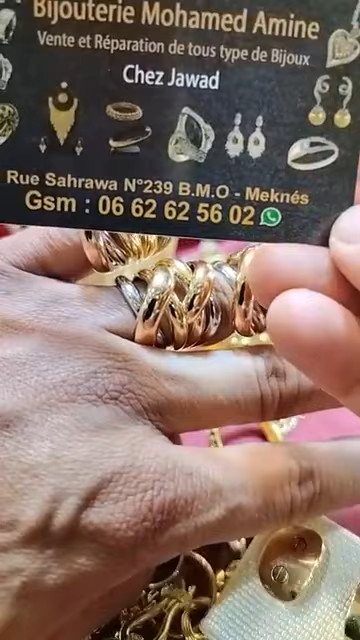 Bijouterie Mohamed Amine
Vente et Réparation de tous type de Bijoux
Chez Jawad
Rue Sahrawa N°239 B.M.O - Meknés
Gsm : 06 62 62 56 02